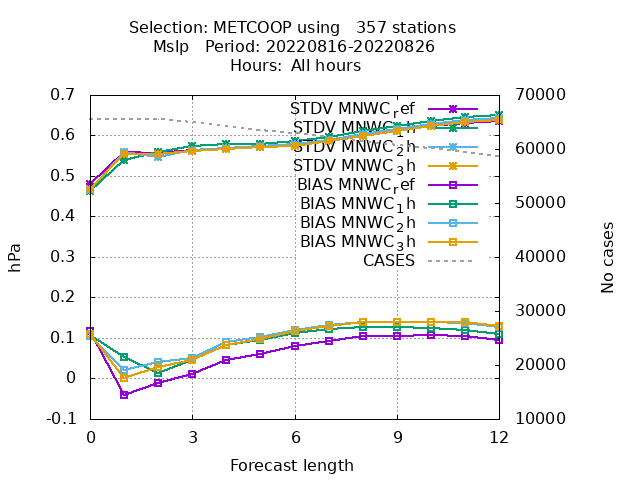 Selection: METCOOP using   357 stations
Mslp   Period: 20220816-20220826
Hours:  All hours
0.7
0.6
0.5
0.4
0.3
0.2
0.1
0
-0.1
hPa
70000
60000
50000
40000
30000
20000
10000
No cases
STDV MNWC_ref
STDV MNWC_1h
STDV MNWC_2h
STDV MNWC_3h
BIAS MNWC_ref
BIAS MNWC_1h
BIAS MNWC_2h
BIAS MNWC_3h
CASES
0 3 6 9 12
Forecast length